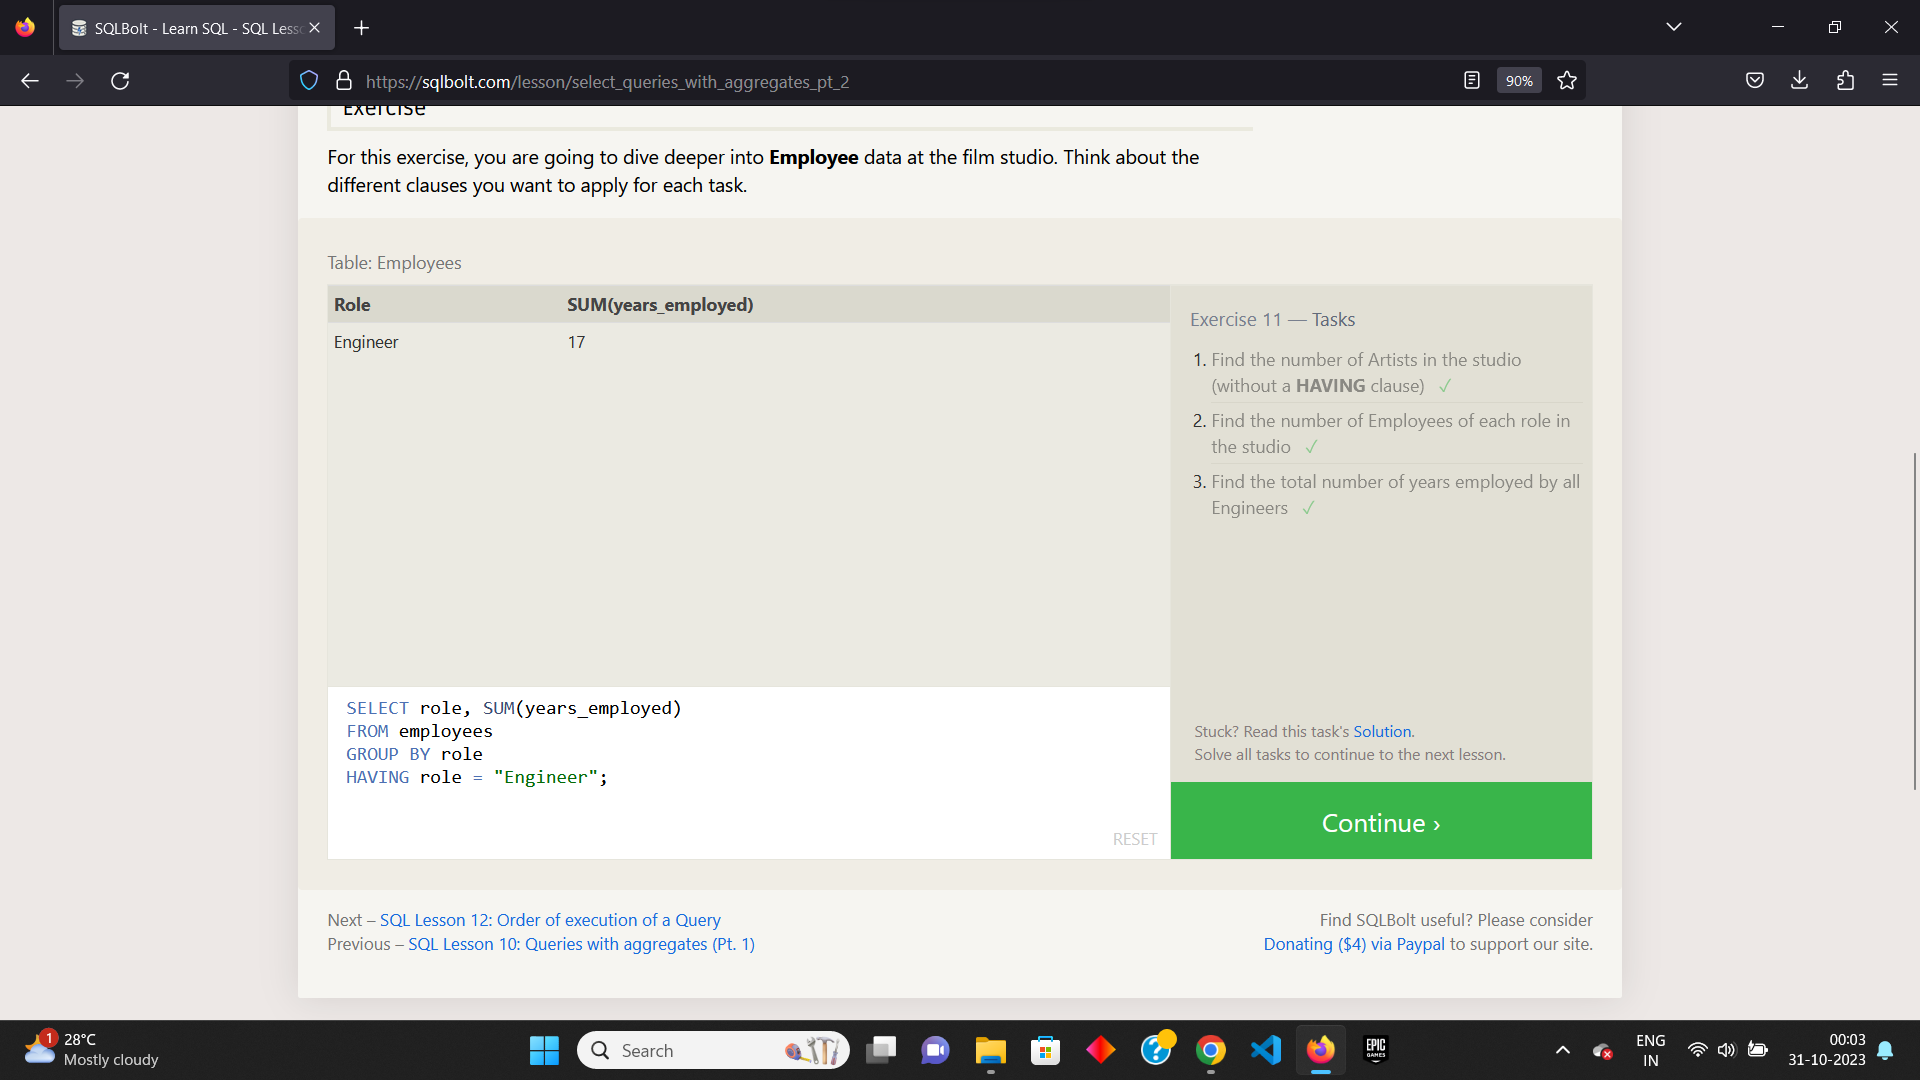 SQLBolt - Learn SQL - SQL Lesso
https://sqlbolt.com/lesson/select_queries_with_aggregates_pt_2
90%
Exercise
For this exercise, you are going to dive deeper into Employee data at the film studio. Think about the
different clauses you want to apply for each task.
Table: Employees
Role SUM(years_employed)
Engineer 17
Exercise 11 — Tasks
1. Find the number of Artists in the studio
(without a HAVING clause) ✓
2. Find the number of Employees of each role in
the studio ✓
3. Find the total number of years employed by all
Engineers ✓
SELECT role, SUM(years_employed)
FROM employees
GROUP BY role
HAVING role = "Engineer";
RESET
Stuck? Read this task's Solution.
Solve all tasks to continue to the next lesson.
Continue ›
Next – SQL Lesson 12: Order of execution of a Query
Previous – SQL Lesson 10: Queries with aggregates (Pt. 1)
Find SQLBolt useful? Please consider
Donating ($4) via Paypal to support our site.
1
28°C
Mostly cloudy
Search
EPIC
GAMES
ENG
IN
00:03
31-10-2023